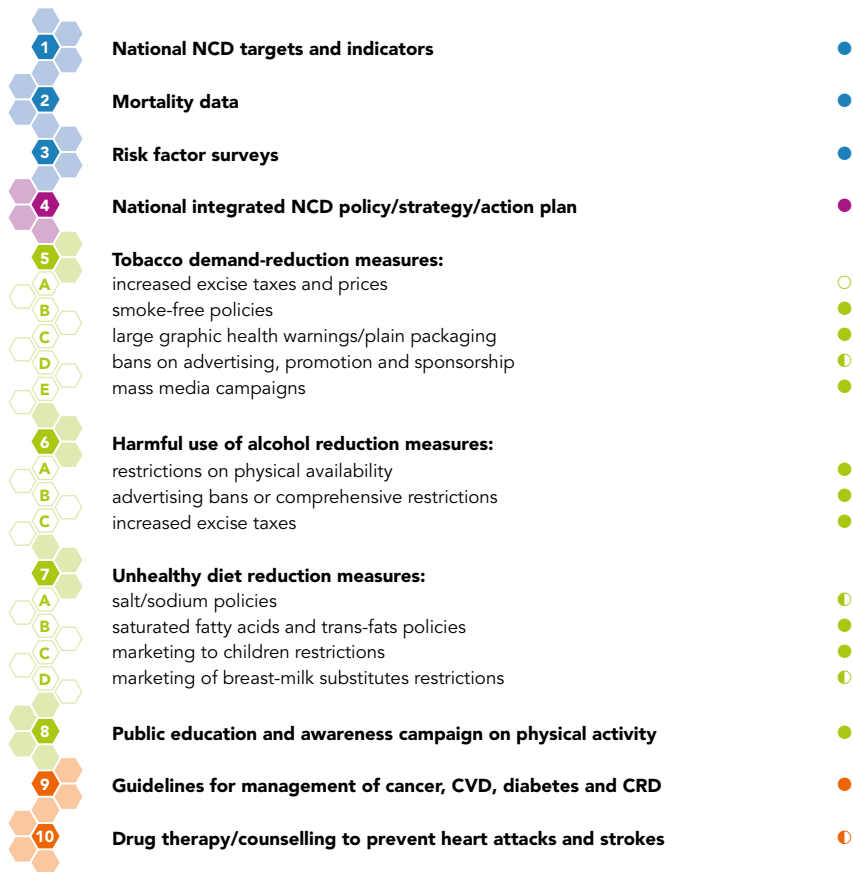 1 National NCD targets and indicators
2 Mortality data
3 Risk factor surveys
4 National integrated NCD policy/strategy/action plan
5 Tobacco demand-reduction measures:
A increased excise taxes and prices
B smoke-free policies
C large graphic health warnings/plain packaging
D bans on advertising, promotion and sponsorship
E mass media campaigns
6 Harmful use of alcohol reduction measures:
A restrictions on physical availability
B advertising bans or comprehensive restrictions
C increased excise taxes
7 Unhealthy diet reduction measures:
A salt/sodium policies
B saturated fatty acids and trans-fats policies
C marketing to children restrictions
D marketing of breast-milk substitutes restrictions
8 Public education and awareness campaign on physical activity
9 Guidelines for management of cancer, CVD, diabetes and CRD
10 Drug therapy/counselling to prevent heart attacks and strokes